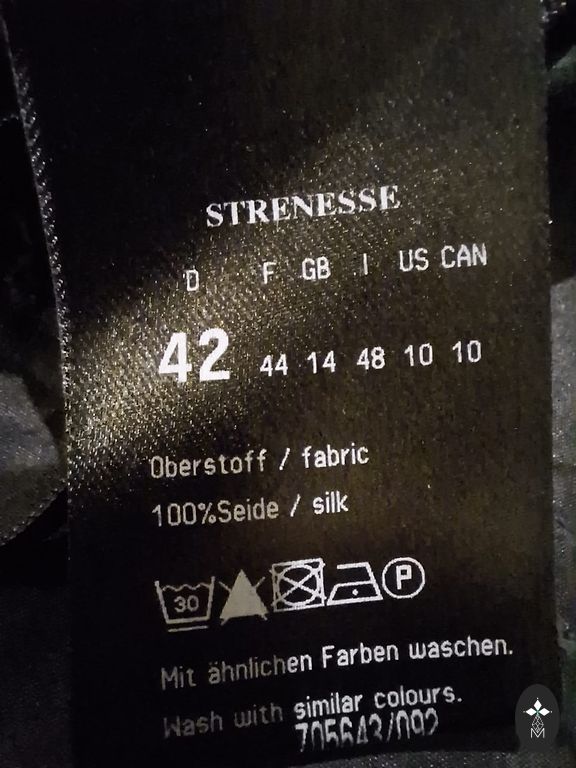 STRENESSE
D F GB I US CAN
42 44 14 48 10 10
Oberstoff / fabric
100%Seide / silk
30 P
Mit ähnlichen Farben waschen.
Wash with similar colours.
705643/092
M